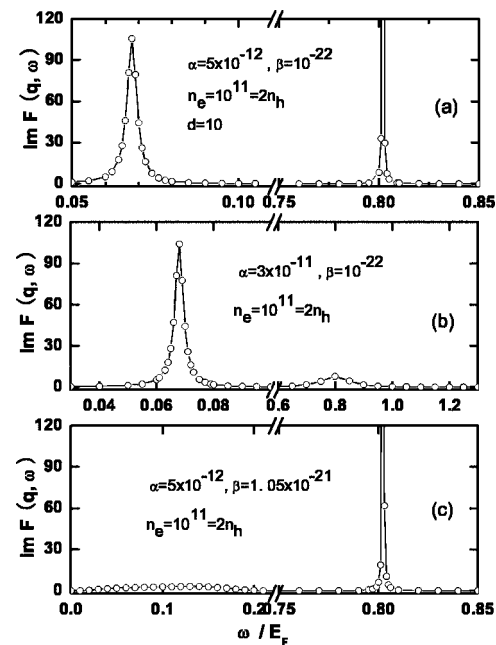 120
90
60
30
0
Im F (q, ω)
α=5x10⁻¹² , β=10⁻²²
nₑ=10¹¹=2nₕ
d=10
(a)
0.05 0.10 0.75 0.80 0.85
120
90
60
30
0
Im F (q, ω)
α=3x10⁻¹¹ , β=10⁻²²
nₑ=10¹¹=2nₕ
(b)
0.04 0.06 0.08 0.6 0.8 1.0 1.2
120
90
60
30
0
Im F (q, ω)
α=5x10⁻¹², β=1.05x10⁻²¹
nₑ=10¹¹=2nₕ
(c)
0.0 0.1 0.2 0.75 0.80 0.85
ω / E_F